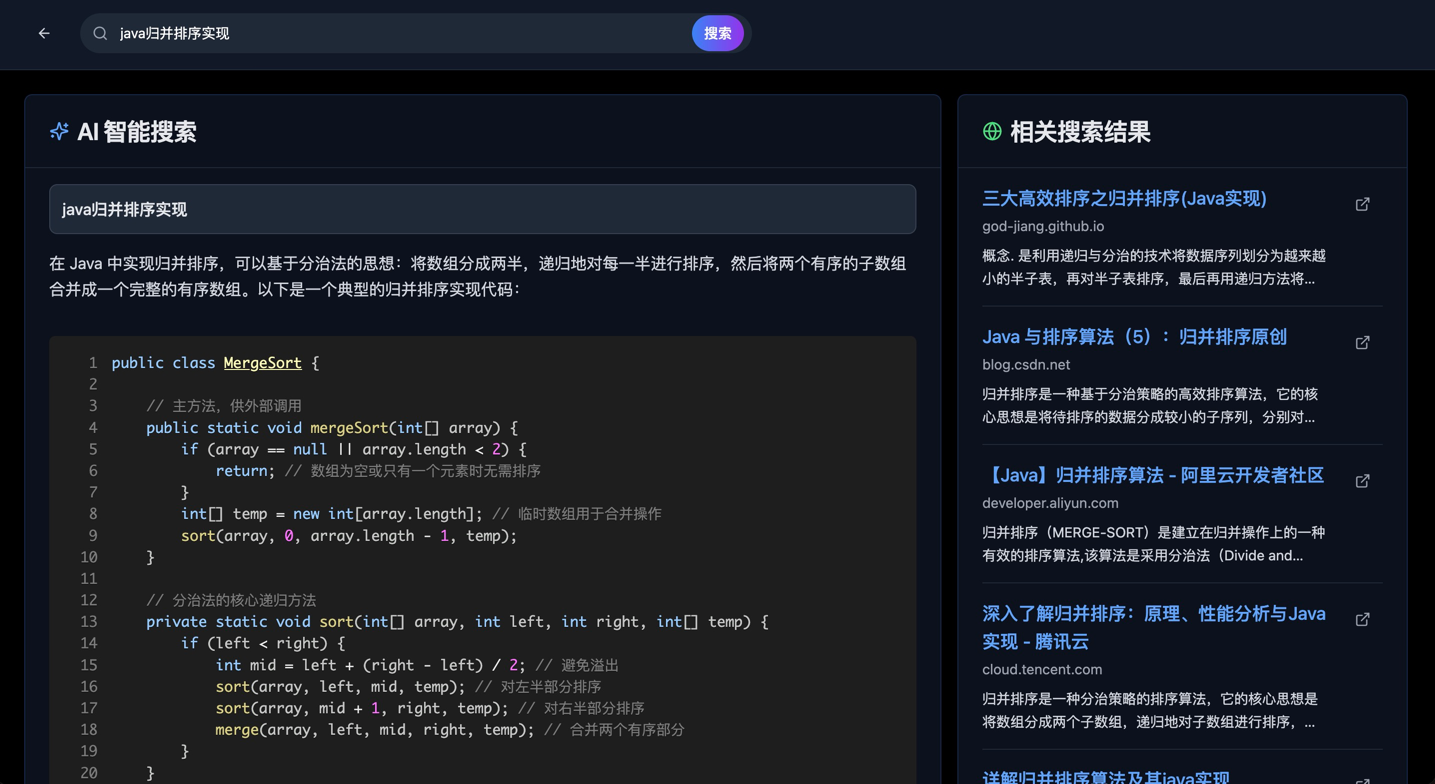 java归并排序实现
搜索
AI 智能搜索
java归并排序实现
在 Java 中实现归并排序，可以基于分治法的思想：将数组分成两半，递归地对每一半进行排序，然后将两个有序的子数组
合并成一个完整的有序数组。以下是一个典型的归并排序实现代码：
1 public class MergeSort {
2
3     // 主方法，供外部调用
4     public static void mergeSort(int[] array) {
5         if (array == null || array.length < 2) {
6             return; // 数组为空或只有一个元素时无需排序
7         }
8         int[] temp = new int[array.length]; // 临时数组用于合并操作
9         sort(array, 0, array.length - 1, temp);
10     }
11
12     // 分治法的核心递归方法
13     private static void sort(int[] array, int left, int right, int[] temp) {
14         if (left < right) {
15             int mid = left + (right - left) / 2; // 避免溢出
16             sort(array, left, mid, temp); // 对左半部分排序
17             sort(array, mid + 1, right, temp); // 对右半部分排序
18             merge(array, left, mid, right, temp); // 合并两个有序部分
19         }
20     }
相关搜索结果
三大高效排序之归并排序(Java实现)
god-jiang.github.io
概念. 是利用递归与分治的技术将数据序列划分为越来越
小的半子表，再对半子表排序，最后再用递归方法将...
Java 与排序算法（5）：归并排序原创
blog.csdn.net
归并排序是一种基于分治策略的高效排序算法，它的核
心思想是将待排序的数据分成较小的子序列，分别对...
【Java】归并排序算法 - 阿里云开发者社区
developer.aliyun.com
归并排序（MERGE-SORT）是建立在归并操作上的一种
有效的排序算法,该算法是采用分治法（Divide and...
深入了解归并排序：原理、性能分析与Java
实现 - 腾讯云
cloud.tencent.com
归并排序是一种分治策略的排序算法，它的核心思想是
将数组分成两个子数组，递归地对子数组进行排序，...
详解归并排序算法及其java实现